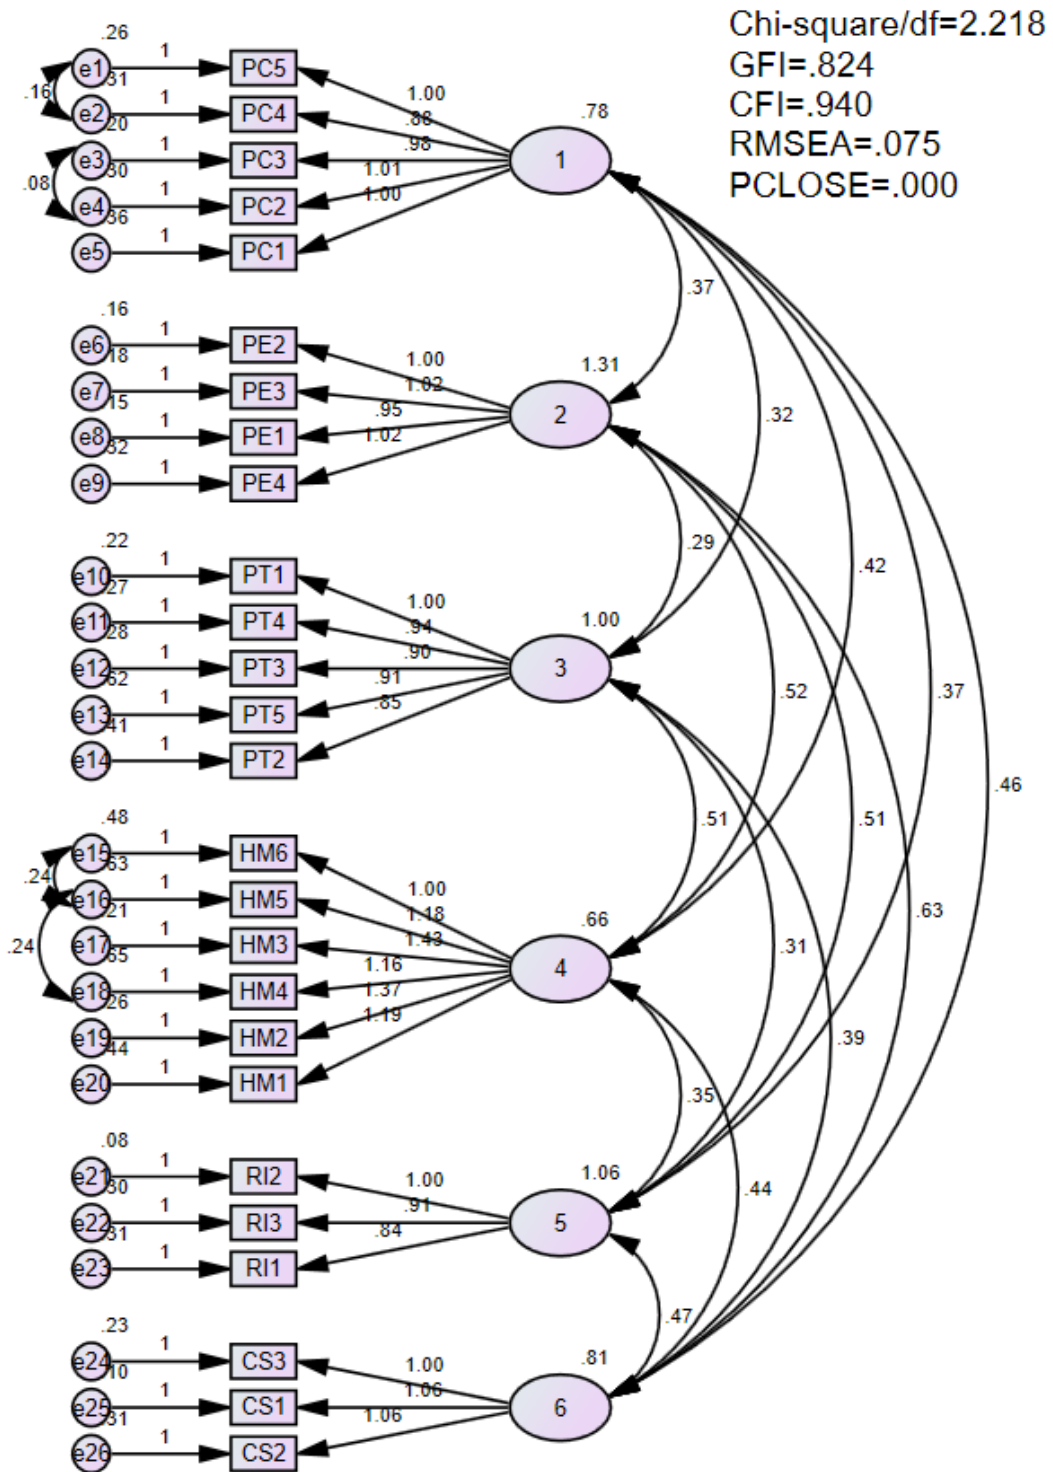 Chi-square/df=2.218
GFI=.824
CFI=.940
RMSEA=.075
PCLOSE=.000
.26
e1 1 PC5
.31
e2 1 PC4
.20
e3 1 PC3
.30
e4 1 PC2
.36
e5 1 PC1
.16
.08
1.00
.88
.98
1.01
1.00
.78
1
.16
e6 1 PE2
.18
e7 1 PE3
.15
e8 1 PE1
.32
e9 1 PE4
1.00
1.02
.95
1.02
1.31
2
.22
e10 1 PT1
.27
e11 1 PT4
.28
e12 1 PT3
.62
e13 1 PT5
.41
e14 1 PT2
1.00
.94
.90
.91
.85
1.00
3
.48
e15 1 HM6
.63
e16 1 HM5
.21
e17 1 HM3
.65
e18 1 HM4
.26
e19 1 HM2
.44
e20 1 HM1
.24
.24
1.00
1.18
1.43
1.16
1.37
1.19
.66
4
.08
e21 1 RI2
.30
e22 1 RI3
.31
e23 1 RI1
1.00
.91
.84
1.06
5
.23
e24 1 CS3
.10
e25 1 CS1
.31
e26 1 CS2
1.00
1.06
1.06
.81
6
.37
.32
.29
.42
.52
.37
.46
.51
.51
.63
.31
.39
.35
.44
.47